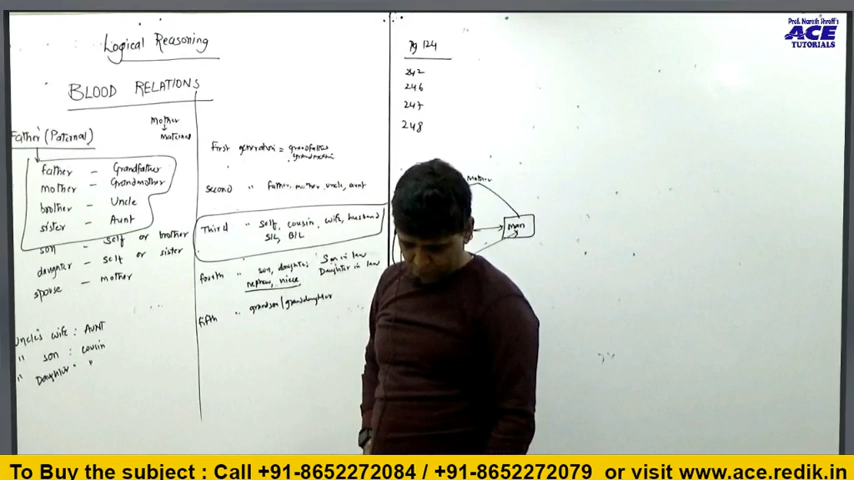 Logical Reasoning
BLOOD RELATIONS
Mother
maternal
Father (Paternal)
father - Grandfather
mother - Grandmother
brother - Uncle
sister - Aunt
son - self or brother
daughter - self or sister
spouse - mother
uncle's wife : AUNT
" son : cousin
" Daughter " "
First generation = grandfather
grandmother
second " father, mother, uncle, aunt
Third " self, cousin, wife, husband
SIL, BIL
fourth " son, daughter, Son in law
nephew, niece Daughter in law
fifth " grandson/granddaughter
Pg 124
242
246
247
248
Mother
man
Prof. Naresh Shroff's
ACE
TUTORIALS
To Buy the subject : Call +91-8652272084 / +91-8652272079 or visit www.ace.redik.in